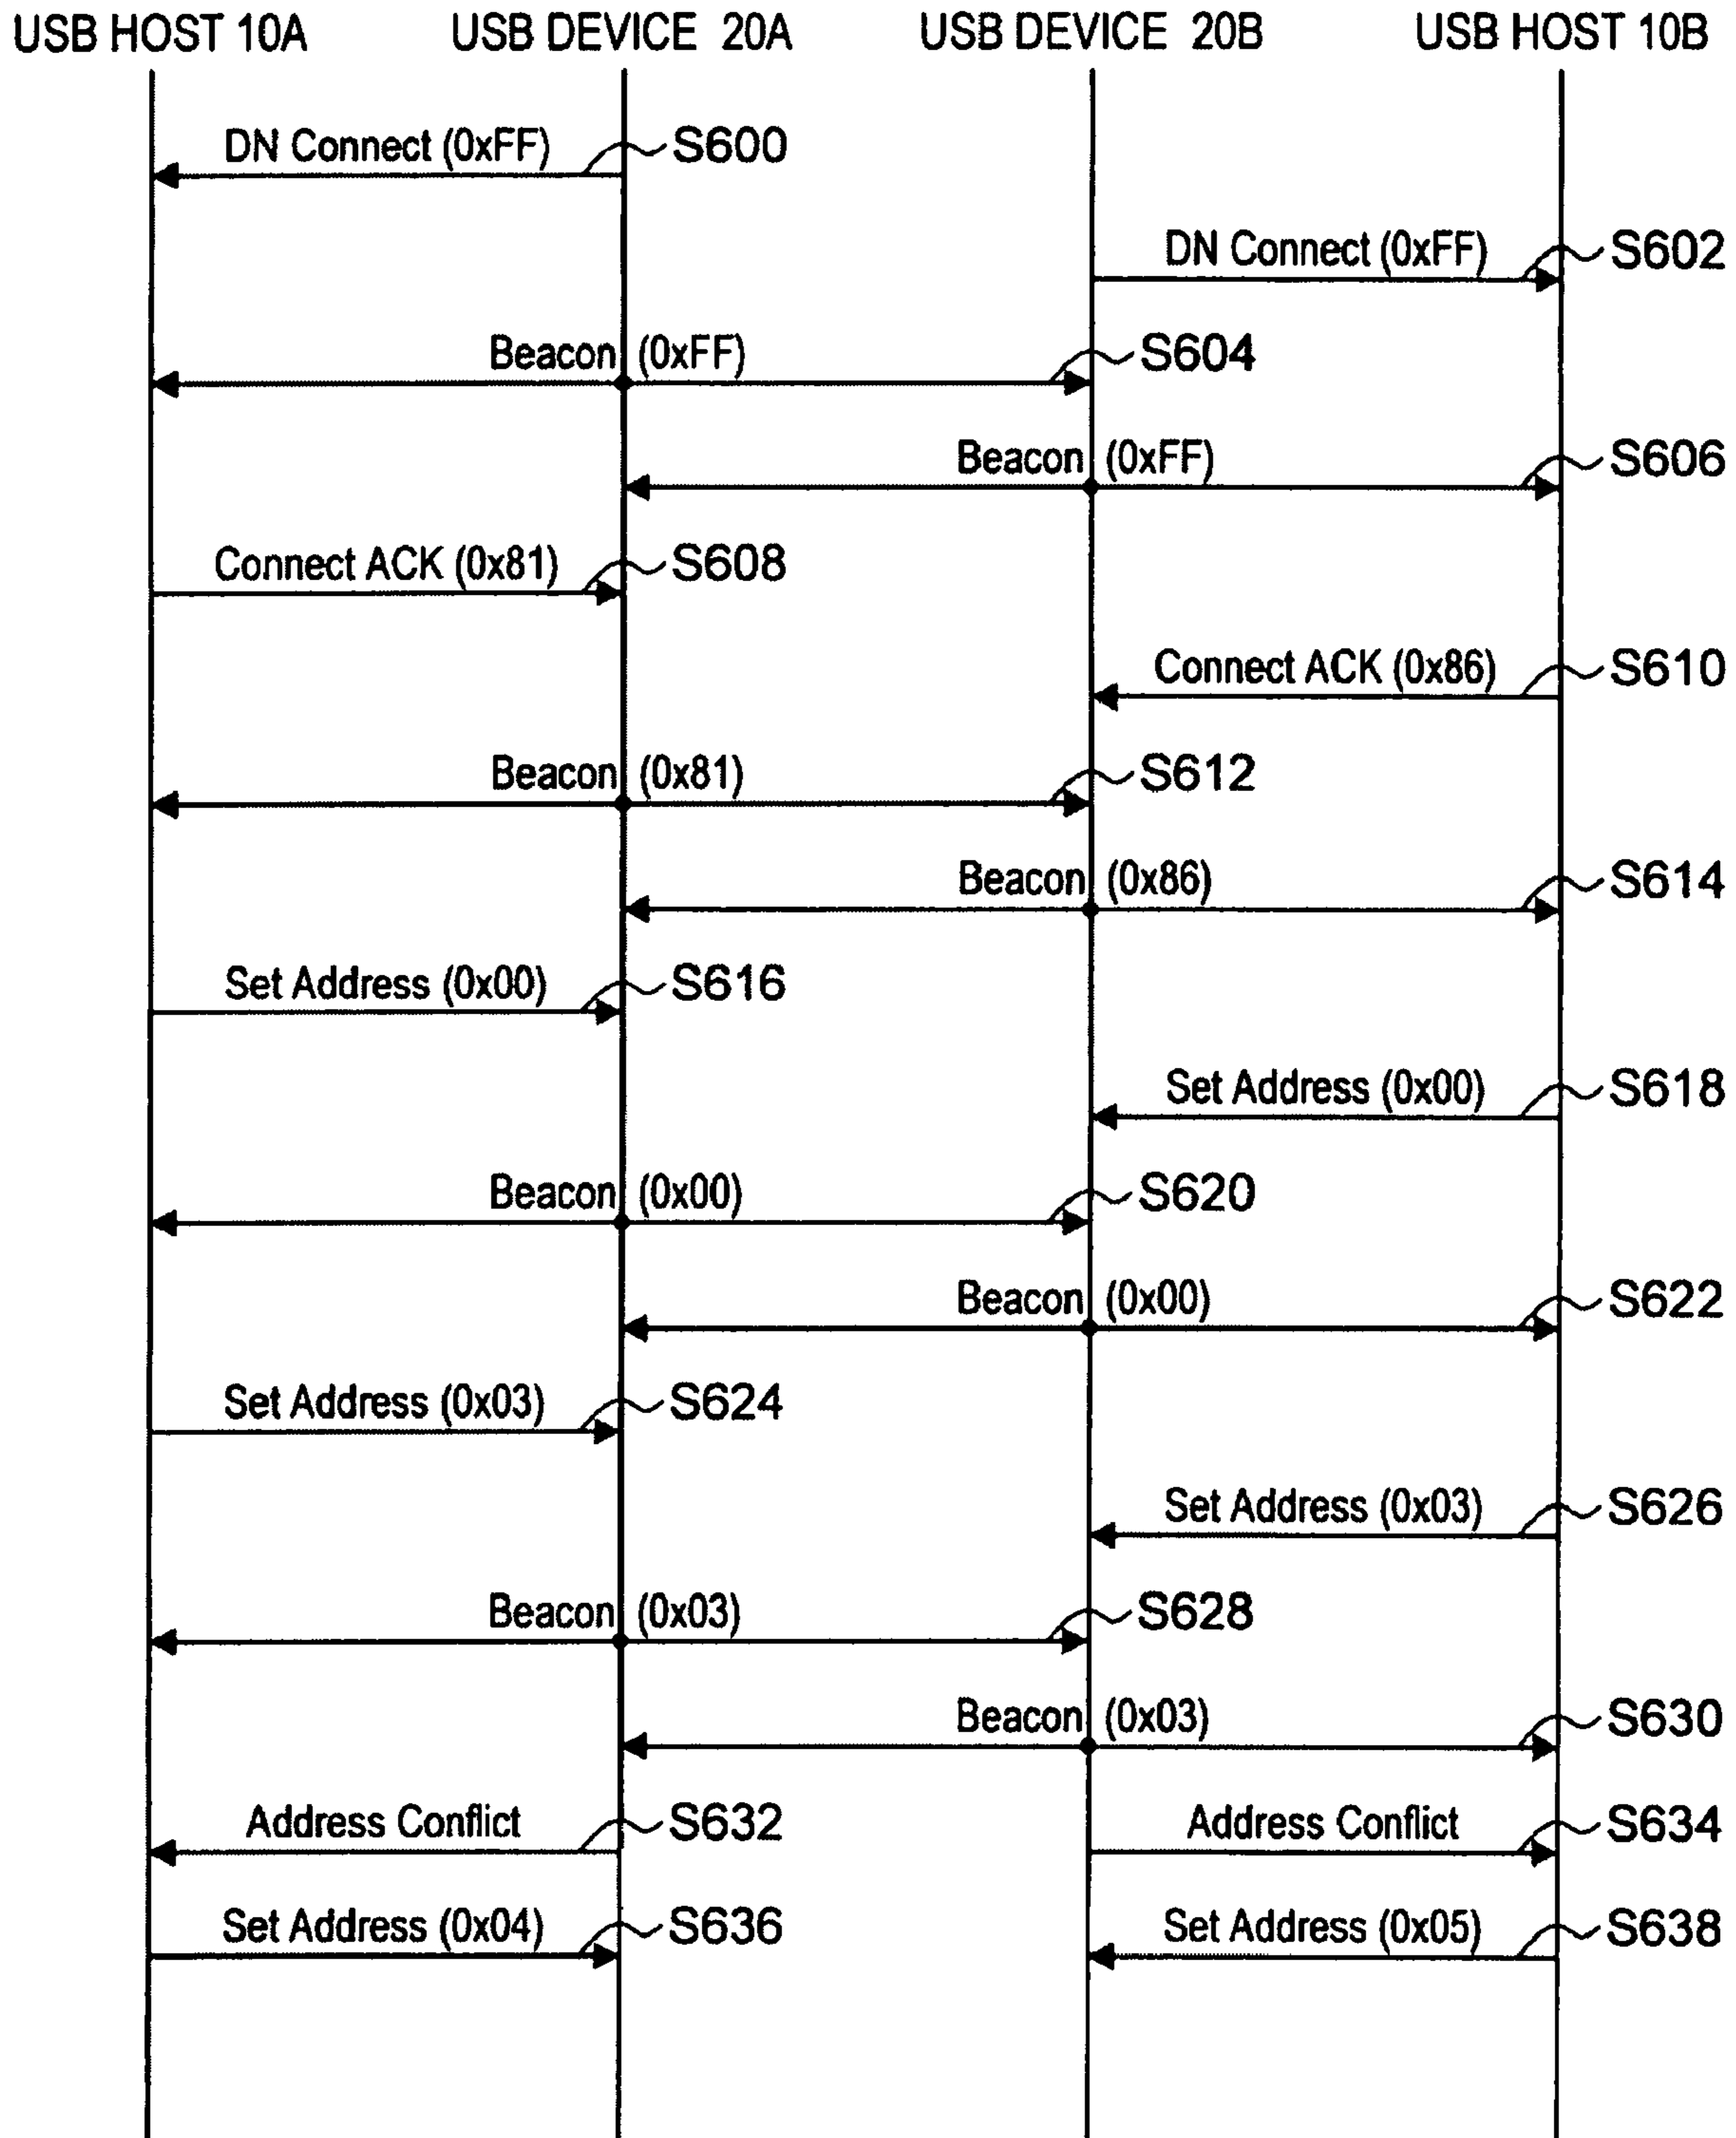 USB HOST 10A USB DEVICE 20A USB DEVICE 20B USB HOST 10B
DN Connect (0xFF) S600
DN Connect (0xFF) S602
Beacon (0xFF) S604
Beacon (0xFF) S606
Connect ACK (0x81) S608
Connect ACK (0x86) S610
Beacon (0x81) S612
Beacon (0x86) S614
Set Address (0x00) S616
Set Address (0x00) S618
Beacon (0x00) S620
Beacon (0x00) S622
Set Address (0x03) S624
Set Address (0x03) S626
Beacon (0x03) S628
Beacon (0x03) S630
Address Conflict S632 Address Conflict S634
Set Address (0x04) S636 Set Address (0x05) S638